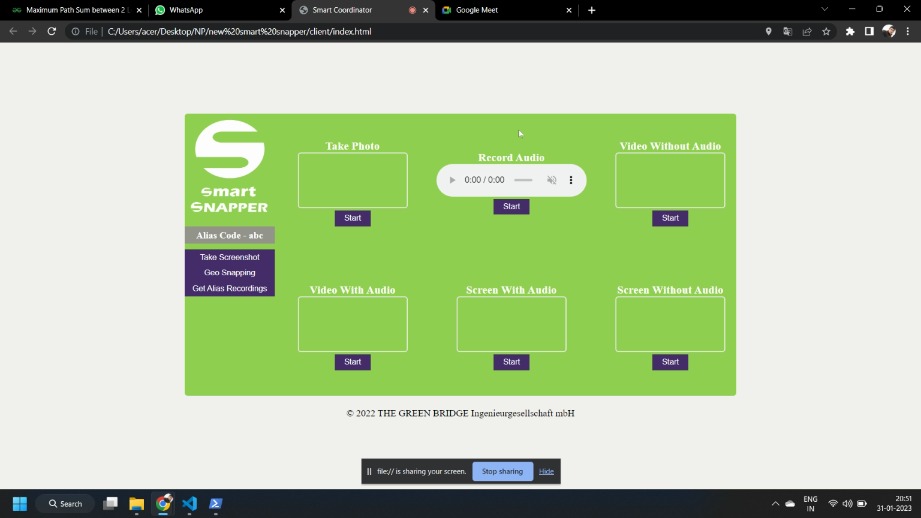 Maximum Path Sum between 2 L
WhatsApp
Smart Coordinator
Google Meet
File
C:/Users/acer/Desktop/NP/new%20smart%20snapper/client/index.html
S
smart
SNAPPER
Alias Code - abc
Take Screenshot
Geo Snapping
Get Alias Recordings
Take Photo
Start
Record Audio
0:00 / 0:00
Start
Video Without Audio
Start
Video With Audio
Start
Screen With Audio
Start
Screen Without Audio
Start
© 2022 THE GREEN BRIDGE Ingenieurgesellschaft mbH
file:// is sharing your screen.
Stop sharing
Hide
Search
ENG
IN
20:51
31-01-2023